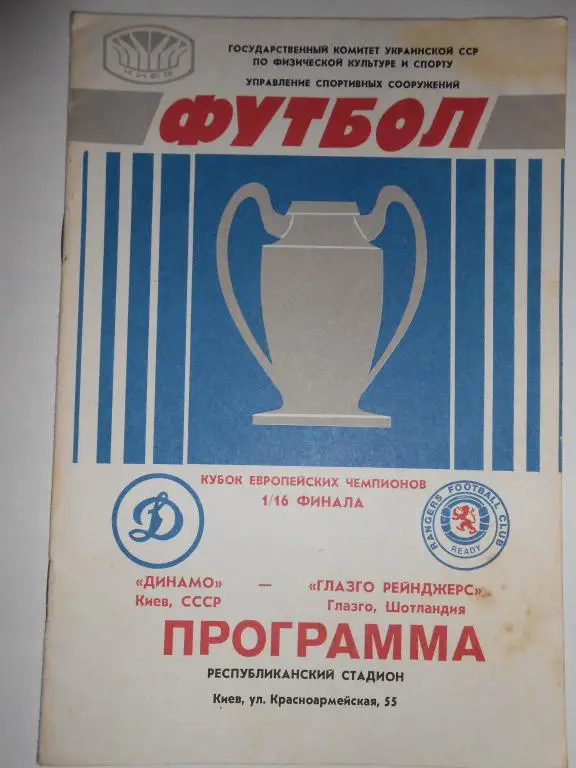 КИЕВ
ГОСУДАРСТВЕННЫЙ КОМИТЕТ УКРАИНСКОЙ ССР
ПО ФИЗИЧЕСКОЙ КУЛЬТУРЕ И СПОРТУ
УПРАВЛЕНИЕ СПОРТИВНЫХ СООРУЖЕНИЙ
ФУТБОЛ
КУБОК ЕВРОПЕЙСКИХ ЧЕМПИОНОВ
1/16 ФИНАЛА
Д
RANGERS FOOTBALL CLUB
READY
«ДИНАМО» — «ГЛАЗГО РЕЙНДЖЕРС»
Киев, СССР Глазго, Шотландия
ПРОГРАММА
РЕСПУБЛИКАНСКИЙ СТАДИОН
Киев, ул. Красноармейская, 55